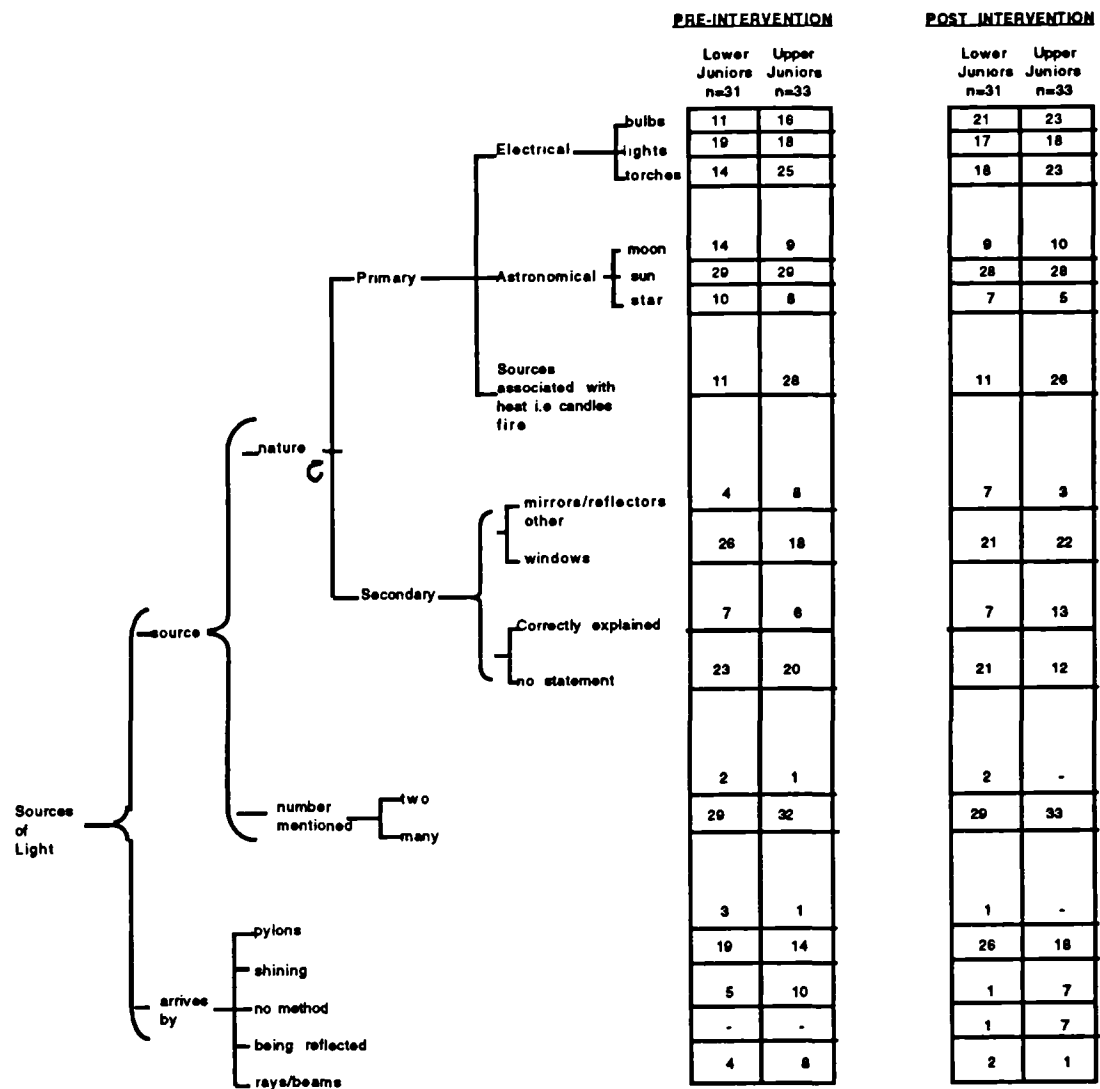 PRE-INTERVENTION POST INTERVENTION
Lower Upper Lower Upper
Juniors Juniors Juniors Juniors
n=31 n=33 n=31 n=33
bulbs 11 16 21 23
Electrical lights 19 18 17 18
torches 14 25 18 23
moon 14 9 9 10
Primary Astronomical sun 29 29 28 28
star 10 8 7 5
Sources
associated with 11 28 11 26
heat i.e candles
fire
nature
mirrors/reflectors 4 8 7 3
other
windows 26 18 21 22
Secondary
Correctly explained 7 6 7 13
source
no statement 23 20 21 12
two 2 1 2 -
number
mentioned
many 29 32 29 33
Sources
of
Light
pylons 3 1 1 -
shining 19 14 26 18
arrives
by
no method 5 10 1 7
being reflected - - 1 7
rays/beams 4 8 2 1